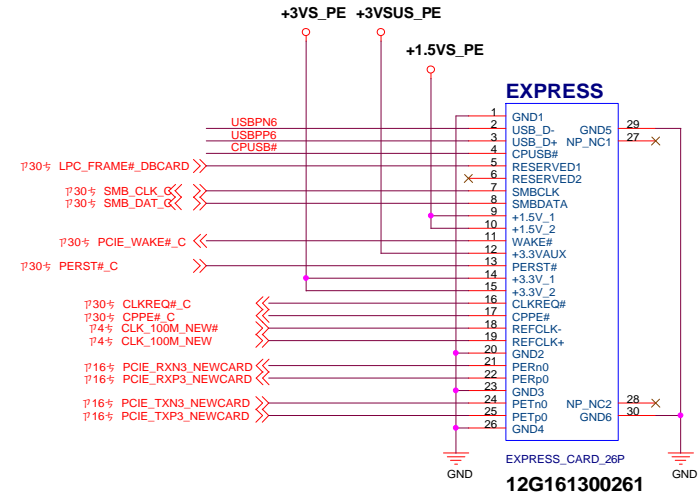 +3VS_PE +3VSUS_PE
+1.5VS_PE
EXPRESS
USBPN6 1 GND1
USBPP6 2 USB_D- GND5 29
CPUSB# 3 USB_D+ NP_NC1 27
4 CPUSB#
LPC_FRAME#_DBCARD 5 RESERVED1
6 RESERVED2
SMB_CLK_C 7 SMBCLK
SMB_DAT_C 8 SMBDATA
9 +1.5V_1
10 +1.5V_2
PCIE_WAKE#_C 11 WAKE#
12 +3.3VAUX
PERST#_C 13 PERST#
14 +3.3V_1
15 +3.3V_2
CLKREQ#_C 16 CLKREQ#
CPPE#_C 17 CPPE#
CLK_100M_NEW# 18 REFCLK-
CLK_100M_NEW 19 REFCLK+
20 GND2
PCIE_RXN3_NEWCARD 21 PERn0
PCIE_RXP3_NEWCARD 22 PERp0
23 GND3
PCIE_TXN3_NEWCARD 24 PETn0 NP_NC2 28
PCIE_TXP3_NEWCARD 25 PETp0 GND6 30
26 GND4
EXPRESS_CARD_26P
GND GND
12G161300261